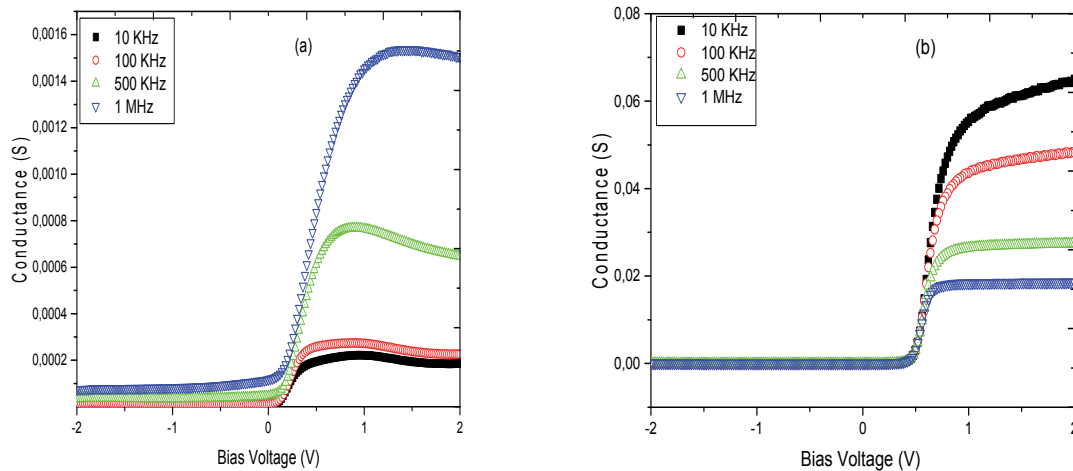 (a)
10 KHz
100 KHz
500 KHz
1 MHz
0,0016
0,0014
0,0012
0,0010
0,0008
0,0006
0,0004
0,0002
Conductance (S)
-2
-1
0
1
2
Bias Voltage (V)
(b)
10 KHz
100 KHz
500 KHz
1 MHz
0,08
0,06
0,04
0,02
0,00
Conductance (S)
-2
-1
0
1
2
Bias Voltage (V)